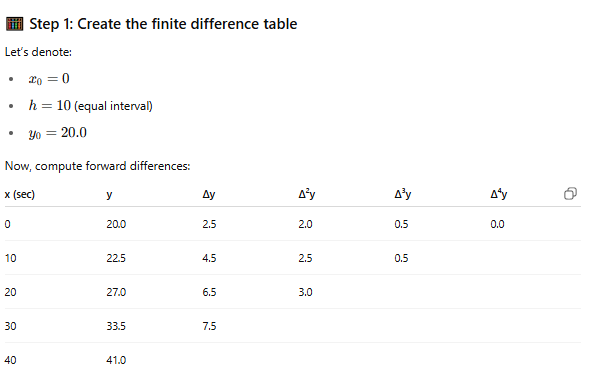 Step 1: Create the finite difference table
Let's denote:
• x₀ = 0
• h = 10 (equal interval)
• y₀ = 20.0
Now, compute forward differences:
x (sec) y Δy Δ²y Δ³y Δ⁴y
0 20.0 2.5 2.0 0.5 0.0
10 22.5 4.5 2.5 0.5
20 27.0 6.5 3.0
30 33.5 7.5
40 41.0